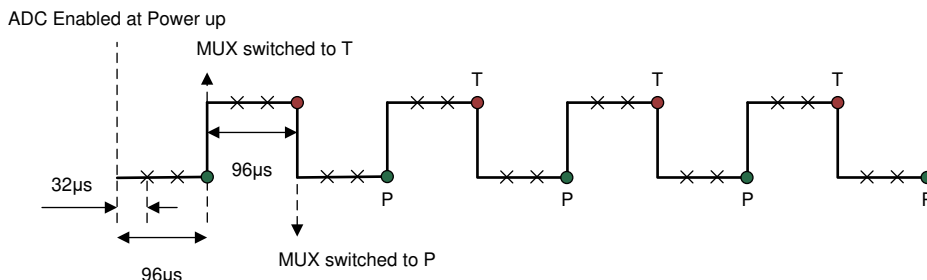 ADC Enabled at Power up
MUX switched to T
T
T
T
96µs
32µs
P
P
P
P
MUX switched to P
96µs